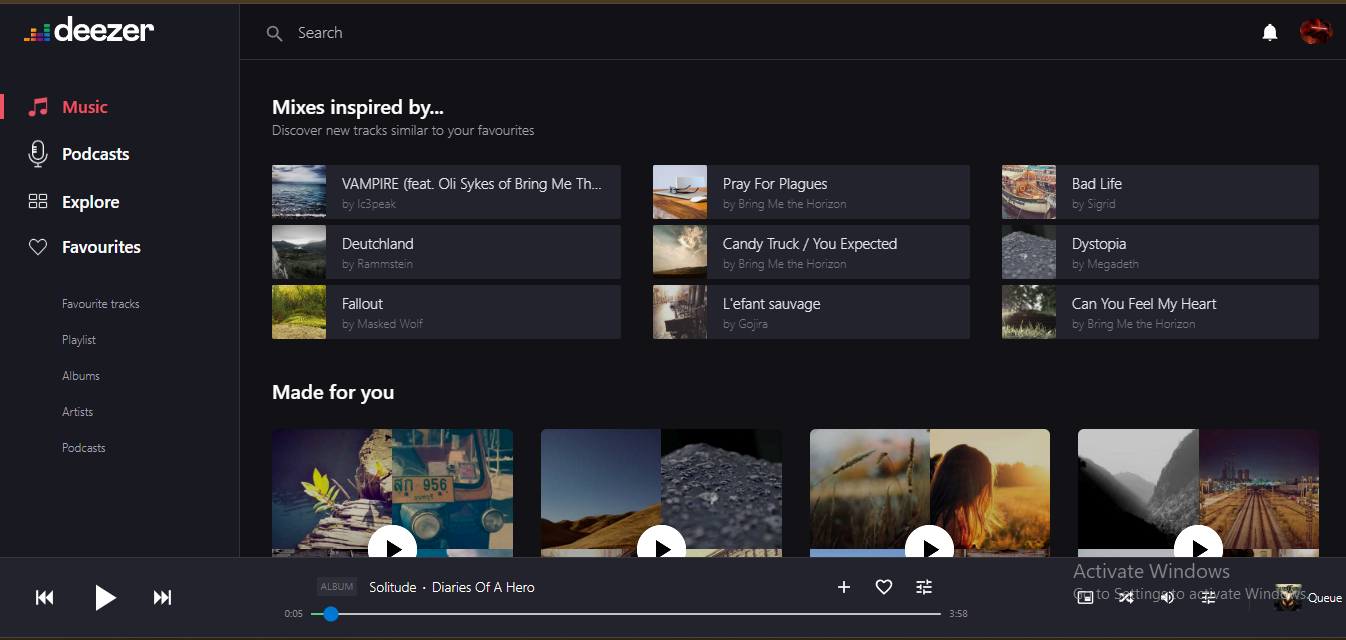 deezer
Search
Music
Podcasts
Explore
Favourites
Favourite tracks
Playlist
Albums
Artists
Podcasts
Mixes inspired by...
Discover new tracks similar to your favourites
VAMPIRE (feat. Oli Sykes of Bring Me Th...
by Ic3peak
Pray For Plagues
by Bring Me the Horizon
Bad Life
by Sigrid
Deutchland
by Rammstein
Candy Truck / You Expected
by Bring Me the Horizon
Dystopia
by Megadeth
Fallout
by Masked Wolf
L'efant sauvage
by Gojira
Can You Feel My Heart
by Bring Me the Horizon
Made for you
สฎก 956
ALBUM
Solitude · Diaries Of A Hero
0:05
3:58
Activate Windows
Go to Settings to activate Windows.
Queue